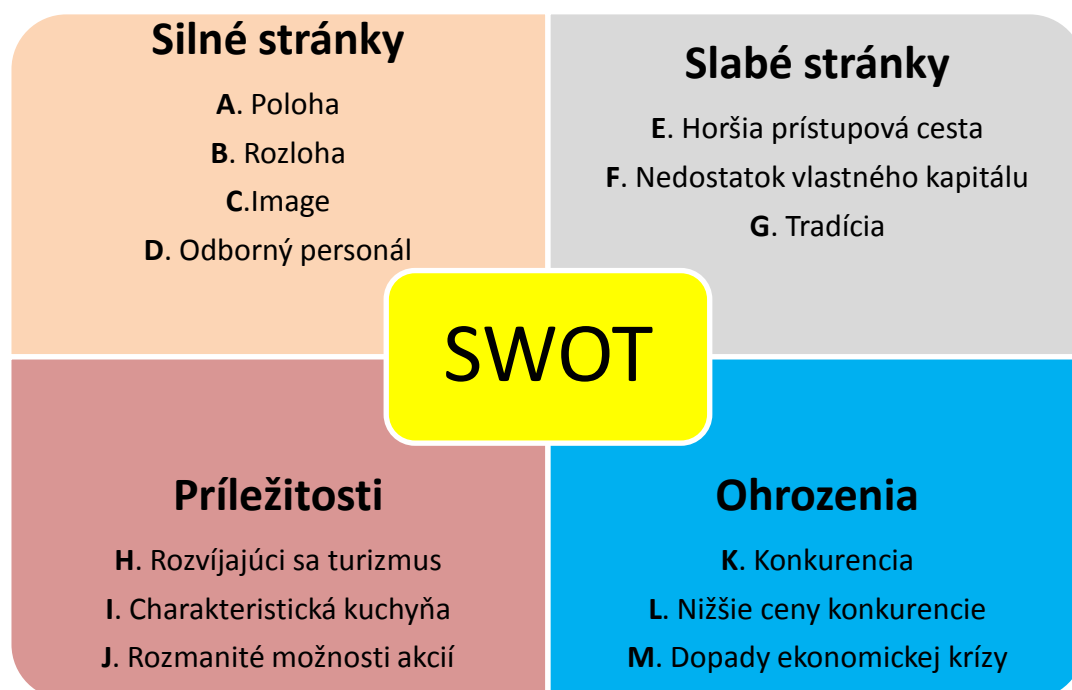 Silné stránky
A. Poloha
B. Rozloha
C.Image
D. Odborný personál
Slabé stránky
E. Horšia prístupová cesta
F. Nedostatok vlastného kapitálu
G. Tradícia
SWOT
Príležitosti
H. Rozvíjajúci sa turizmus
I. Charakteristická kuchyňa
J. Rozmanité možnosti akcií
Ohrozenia
K. Konkurencia
L. Nižšie ceny konkurencie
M. Dopady ekonomickej krízy